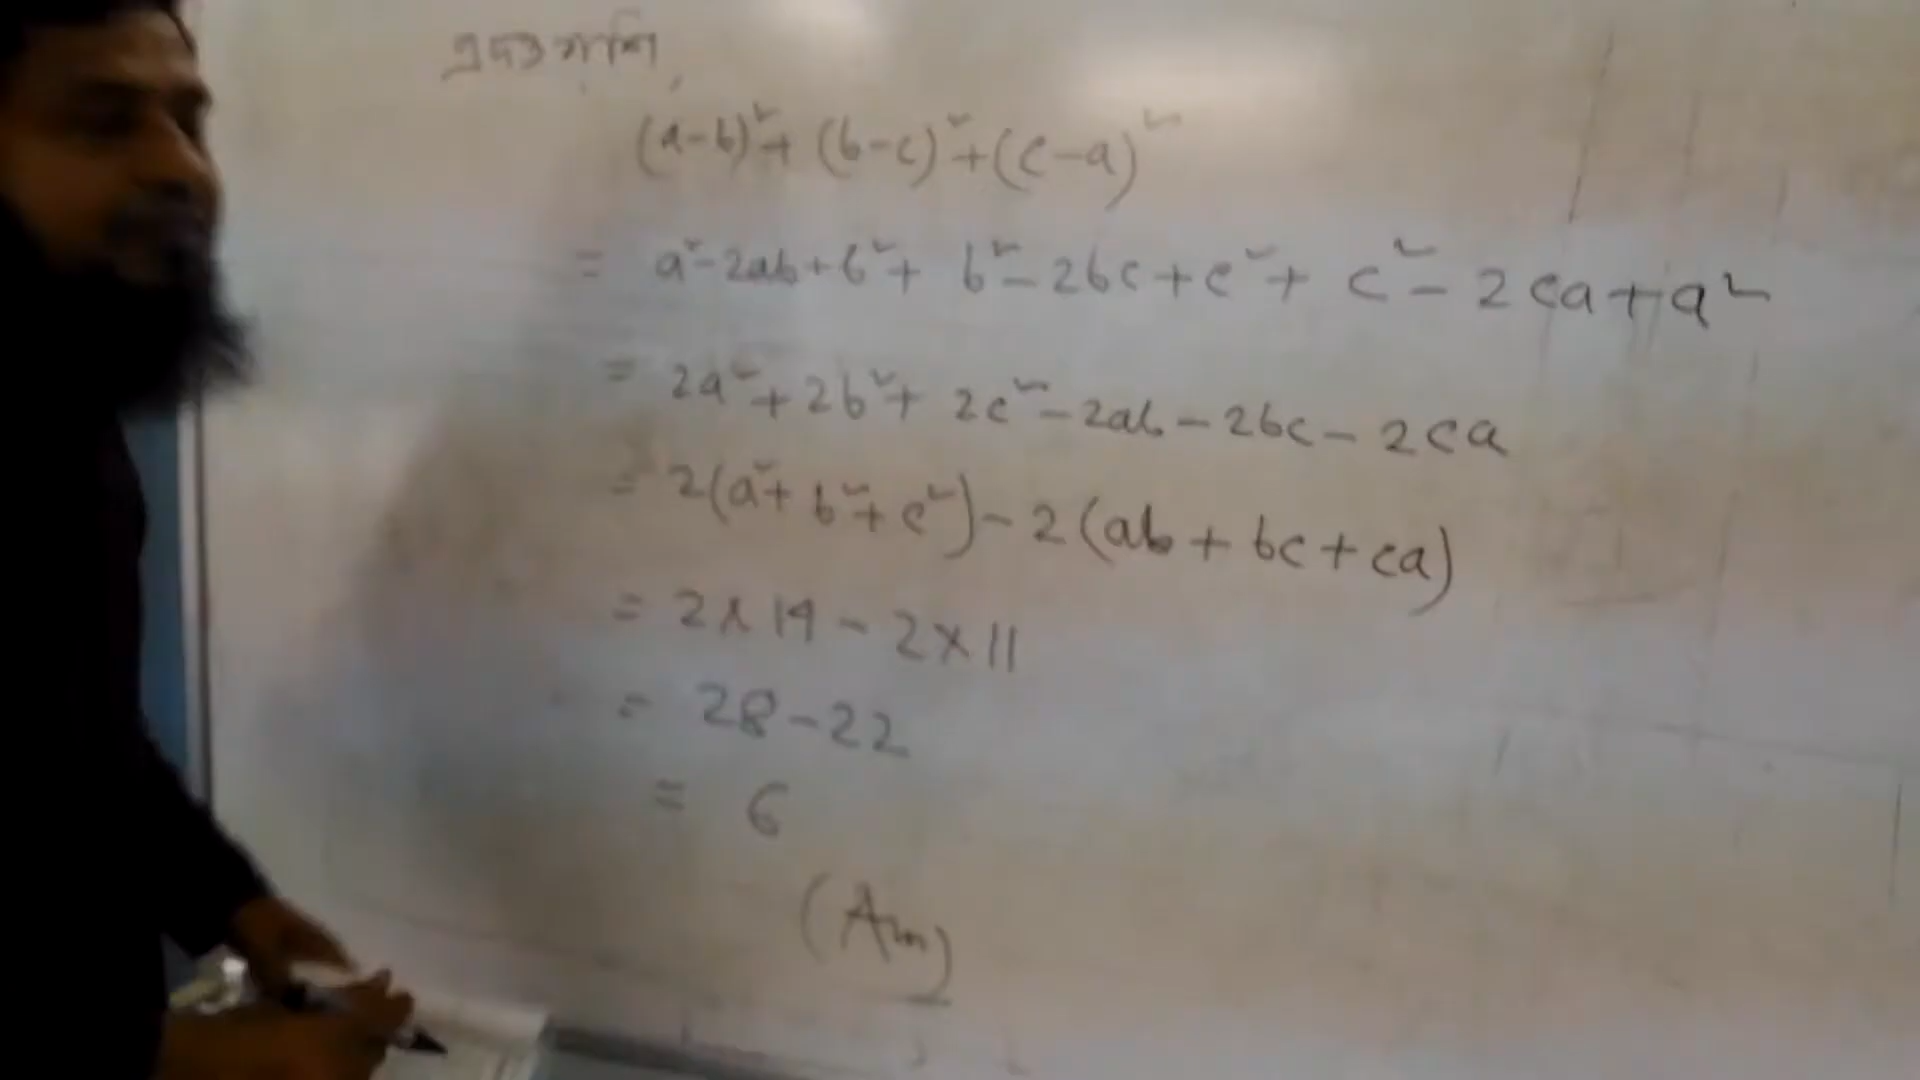 প্রদত্ত রাশি,
(a-b)²+(b-c)²+(c-a)²
= a²-2ab+b²+ b²-2bc+c²+ c²-2ca+a²
= 2a²+2b²+2c²-2ab-2bc-2ca
= 2(a²+b²+c²)-2(ab+bc+ca)
= 2×14-2×11
= 28-22
= 6
(Ans)